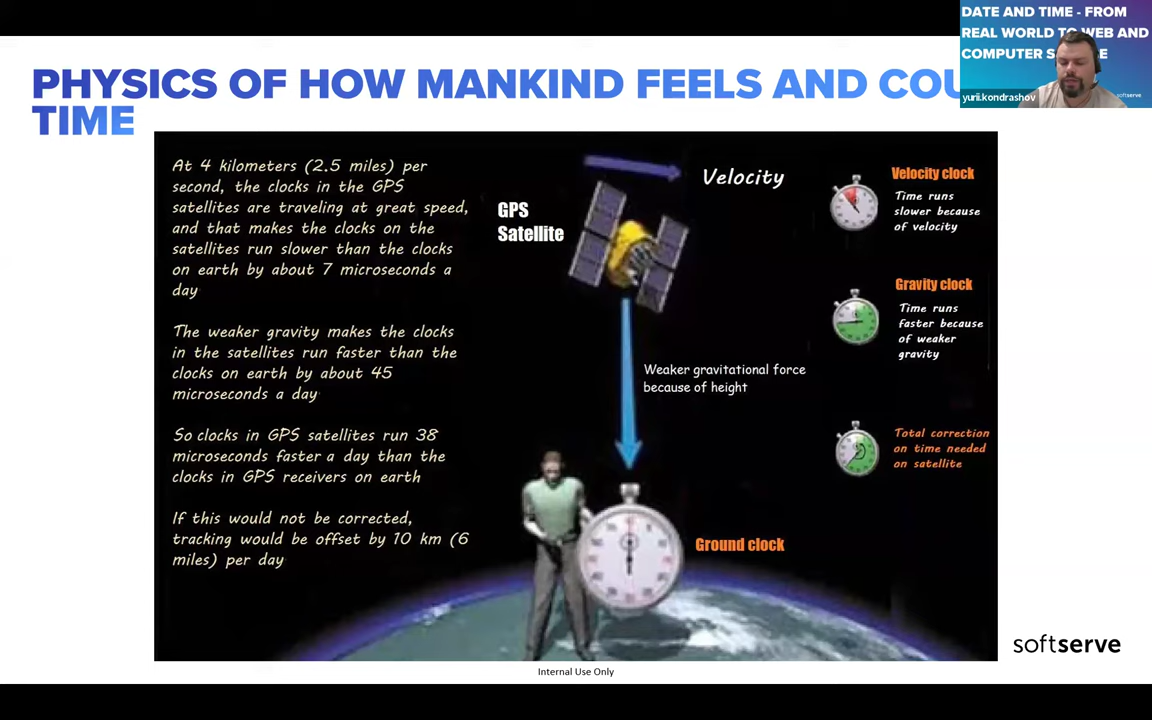 DATE AND TIME - FROM
REAL WORLD TO WEB AND
COMPUTER
yurii.kondrashov
softserve
PHYSICS OF HOW MANKIND FEELS AND
TIME
At 4 kilometers (2.5 miles) per
second, the clocks in the GPS
satellites are traveling at great speed,
and that makes the clocks on the
satellites run slower than the clocks
on earth by about 7 microseconds a
day
The weaker gravity makes the clocks
in the satellites run faster than the
clocks on earth by about 45
microseconds a day
So clocks in GPS satellites run 38
microseconds faster a day than the
clocks in GPS receivers on earth
If this would not be corrected,
tracking would be offset by 10 km (6
miles) per day
Velocity
GPS
Satellite
Weaker gravitational force
because of height
Ground clock
Velocity clock
Time runs
slower because
of velocity
Gravity clock
Time runs
faster because
of weaker
gravity
Total correction
on time needed
on satellite
softserve
Internal Use Only